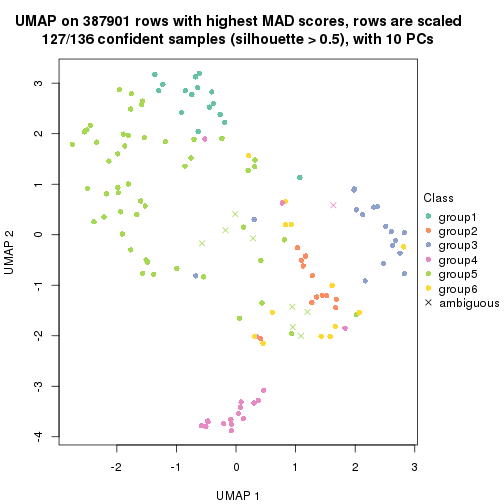 UMAP on 387901 rows with highest MAD scores, rows are scaled
127/136 confident samples (silhouette > 0.5), with 10 PCs
3
2
1
0
-1
-2
-3
-4
UMAP 2
-2
-1
0
1
2
3
UMAP 1
Class
group1
group2
group3
group4
group5
group6
ambiguous